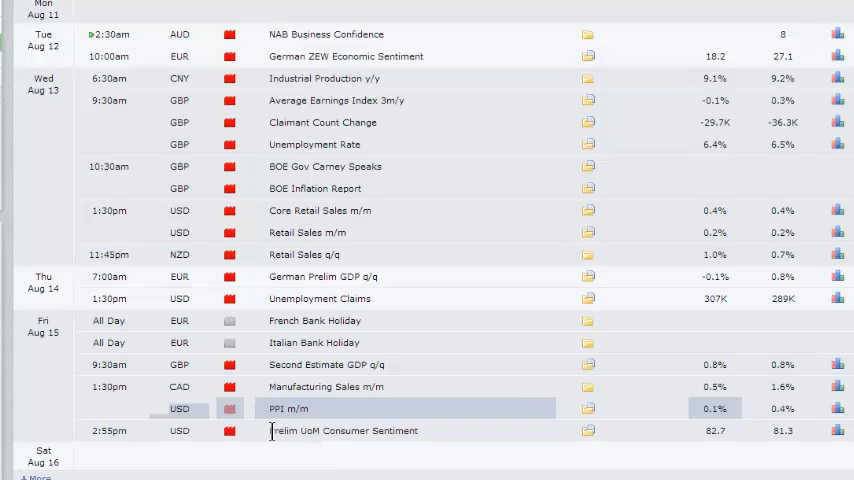 Mon
Aug 11
Tue
Aug 12
2:30am AUD NAB Business Confidence 8
10:00am EUR German ZEW Economic Sentiment 18.2 27.1
Wed
Aug 13
6:30am CNY Industrial Production y/y 9.1% 9.2%
9:30am GBP Average Earnings Index 3m/y -0.1% 0.3%
GBP Claimant Count Change -29.7K -36.3K
GBP Unemployment Rate 6.4% 6.5%
10:30am GBP BOE Gov Carney Speaks
GBP BOE Inflation Report
1:30pm USD Core Retail Sales m/m 0.4% 0.4%
USD Retail Sales m/m 0.2% 0.2%
11:45pm NZD Retail Sales q/q 1.0% 0.7%
Thu
Aug 14
7:00am EUR German Prelim GDP q/q -0.1% 0.8%
1:30pm USD Unemployment Claims 307K 289K
Fri
Aug 15
All Day EUR French Bank Holiday
All Day EUR Italian Bank Holiday
9:30am GBP Second Estimate GDP q/q 0.8% 0.8%
1:30pm CAD Manufacturing Sales m/m 0.5% 1.6%
USD PPI m/m 0.1% 0.4%
2:55pm USD Prelim UoM Consumer Sentiment 82.7 81.3
Sat
Aug 16
+ More